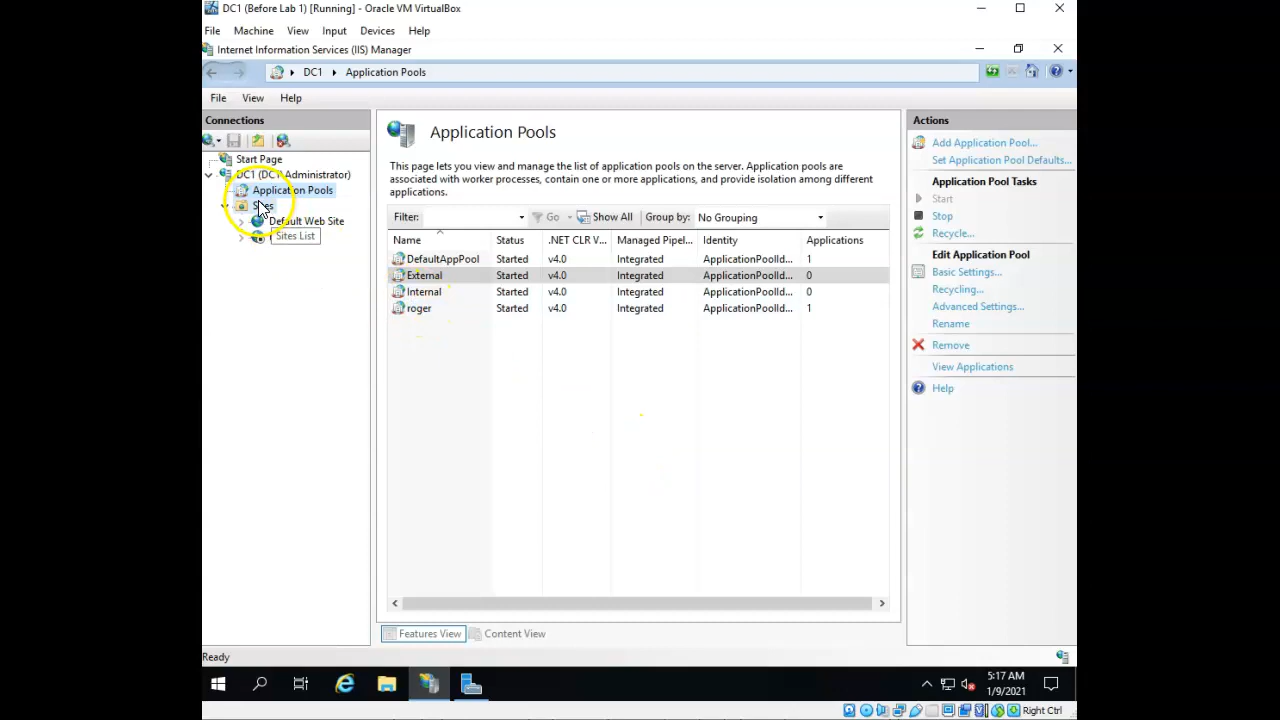 DC1 (Before Lab 1) [Running] - Oracle VM VirtualBox
File Machine View Input Devices Help
Internet Information Services (IIS) Manager
DC1 Application Pools
File View Help
Connections
Start Page
DC1 (DC1\Administrator)
Application Pools
Sites
Default Web Site
Sites List
Application Pools
This page lets you view and manage the list of application pools on the server. Application pools are
associated with worker processes, contain one or more applications, and provide isolation among different
applications.
Filter: Go Show All Group by: No Grouping
Name Status .NET CLR V... Managed Pipel... Identity Applications
DefaultAppPool Started v4.0 Integrated ApplicationPoolId... 1
External Started v4.0 Integrated ApplicationPoolId... 0
Internal Started v4.0 Integrated ApplicationPoolId... 0
roger Started v4.0 Integrated ApplicationPoolId... 1
Features View Content View
Actions
Add Application Pool...
Set Application Pool Defaults...
Application Pool Tasks
Start
Stop
Recycle...
Edit Application Pool
Basic Settings...
Recycling...
Advanced Settings...
Rename
Remove
View Applications
Help
Ready
5:17 AM
1/9/2021
Right Ctrl